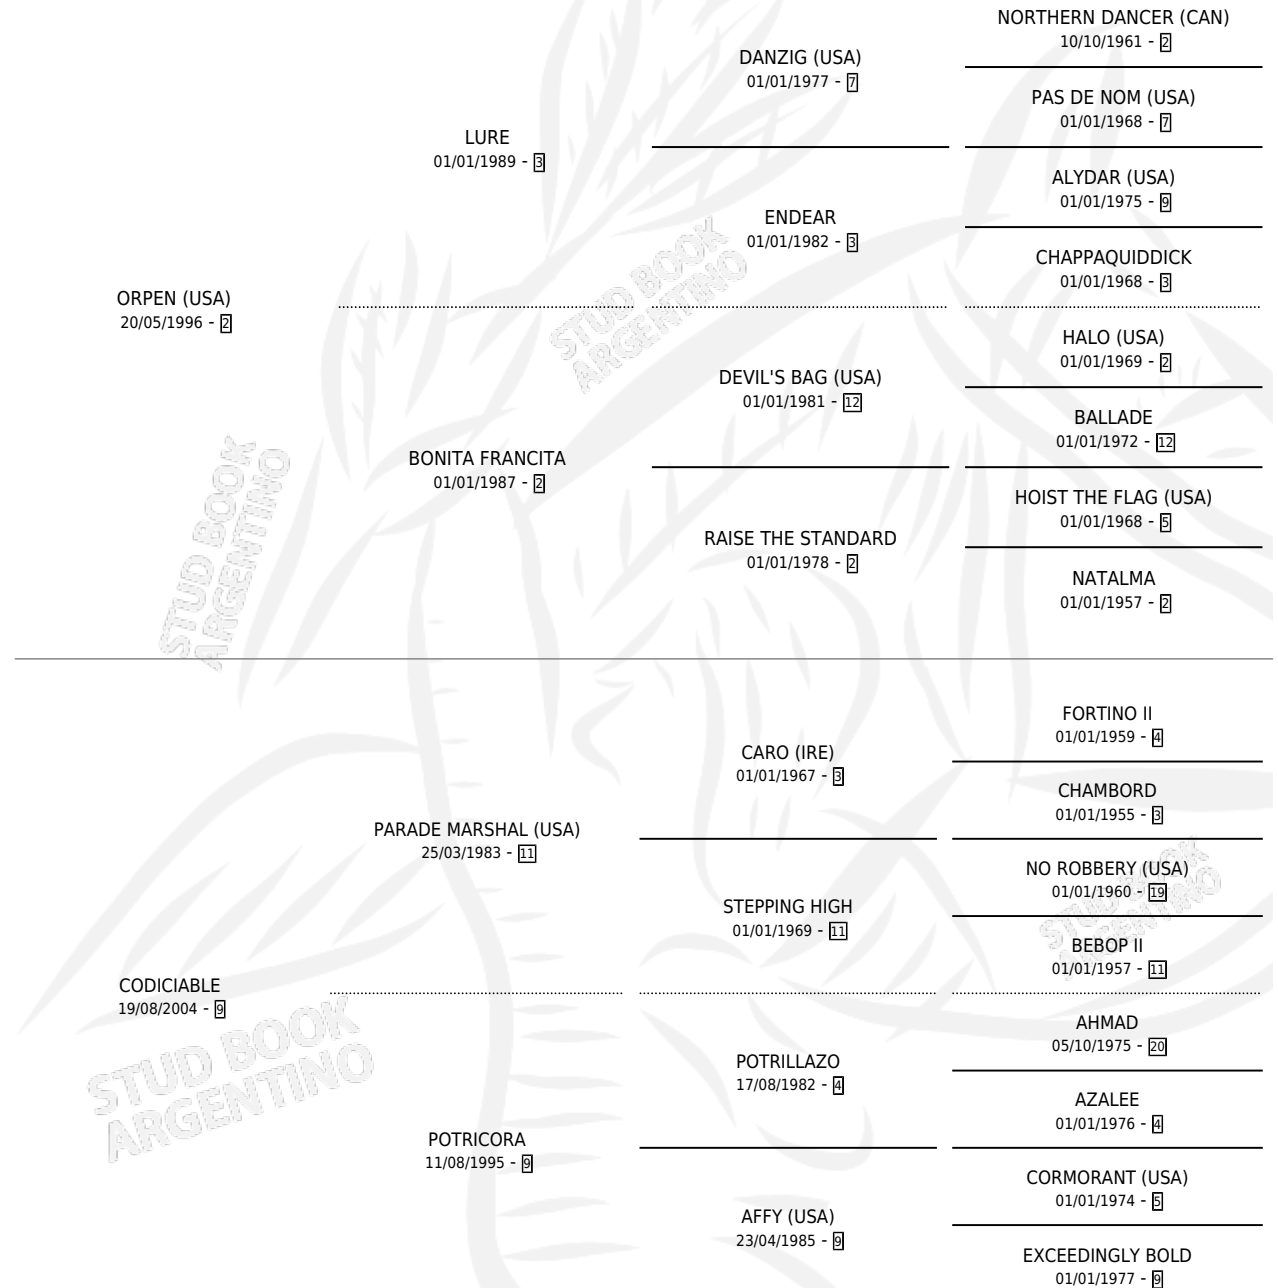 NORTHERN DANCER (CAN)
10/10/1961 - 2
DANZIG (USA)
01/01/1977 - 7
PAS DE NOM (USA)
01/01/1968 - 7
LURE
01/01/1989 - 3
ALYDAR (USA)
01/01/1975 - 9
ENDEAR
01/01/1982 - 3
CHAPPAQUIDDICK
01/01/1968 - 3
ORPEN (USA)
20/05/1996 - 2
HALO (USA)
01/01/1969 - 2
DEVIL'S BAG (USA)
01/01/1981 - 12
BALLADE
01/01/1972 - 12
BONITA FRANCITA
01/01/1987 - 2
HOIST THE FLAG (USA)
01/01/1968 - 5
RAISE THE STANDARD
01/01/1978 - 2
NATALMA
01/01/1957 - 2
FORTINO II
01/01/1959 - 4
CARO (IRE)
01/01/1967 - 3
CHAMBORD
01/01/1955 - 3
PARADE MARSHAL (USA)
25/03/1983 - 11
NO ROBBERY (USA)
01/01/1960 - 19
STEPPING HIGH
01/01/1969 - 11
BEBOP II
01/01/1957 - 11
CODICIABLE
19/08/2004 - 9
AHMAD
05/10/1975 - 20
POTRILLAZO
17/08/1982 - 4
AZALEE
01/01/1976 - 4
POTRICORA
11/08/1995 - 9
CORMORANT (USA)
01/01/1974 - 5
AFFY (USA)
23/04/1985 - 9
EXCEEDINGLY BOLD
01/01/1977 - 9
STUD BOOK
ARGENTINO
STUD BOOK
ARGENTINO
STUD BOOK
ARGENTINO
STUD BOOK
ARGENTINO